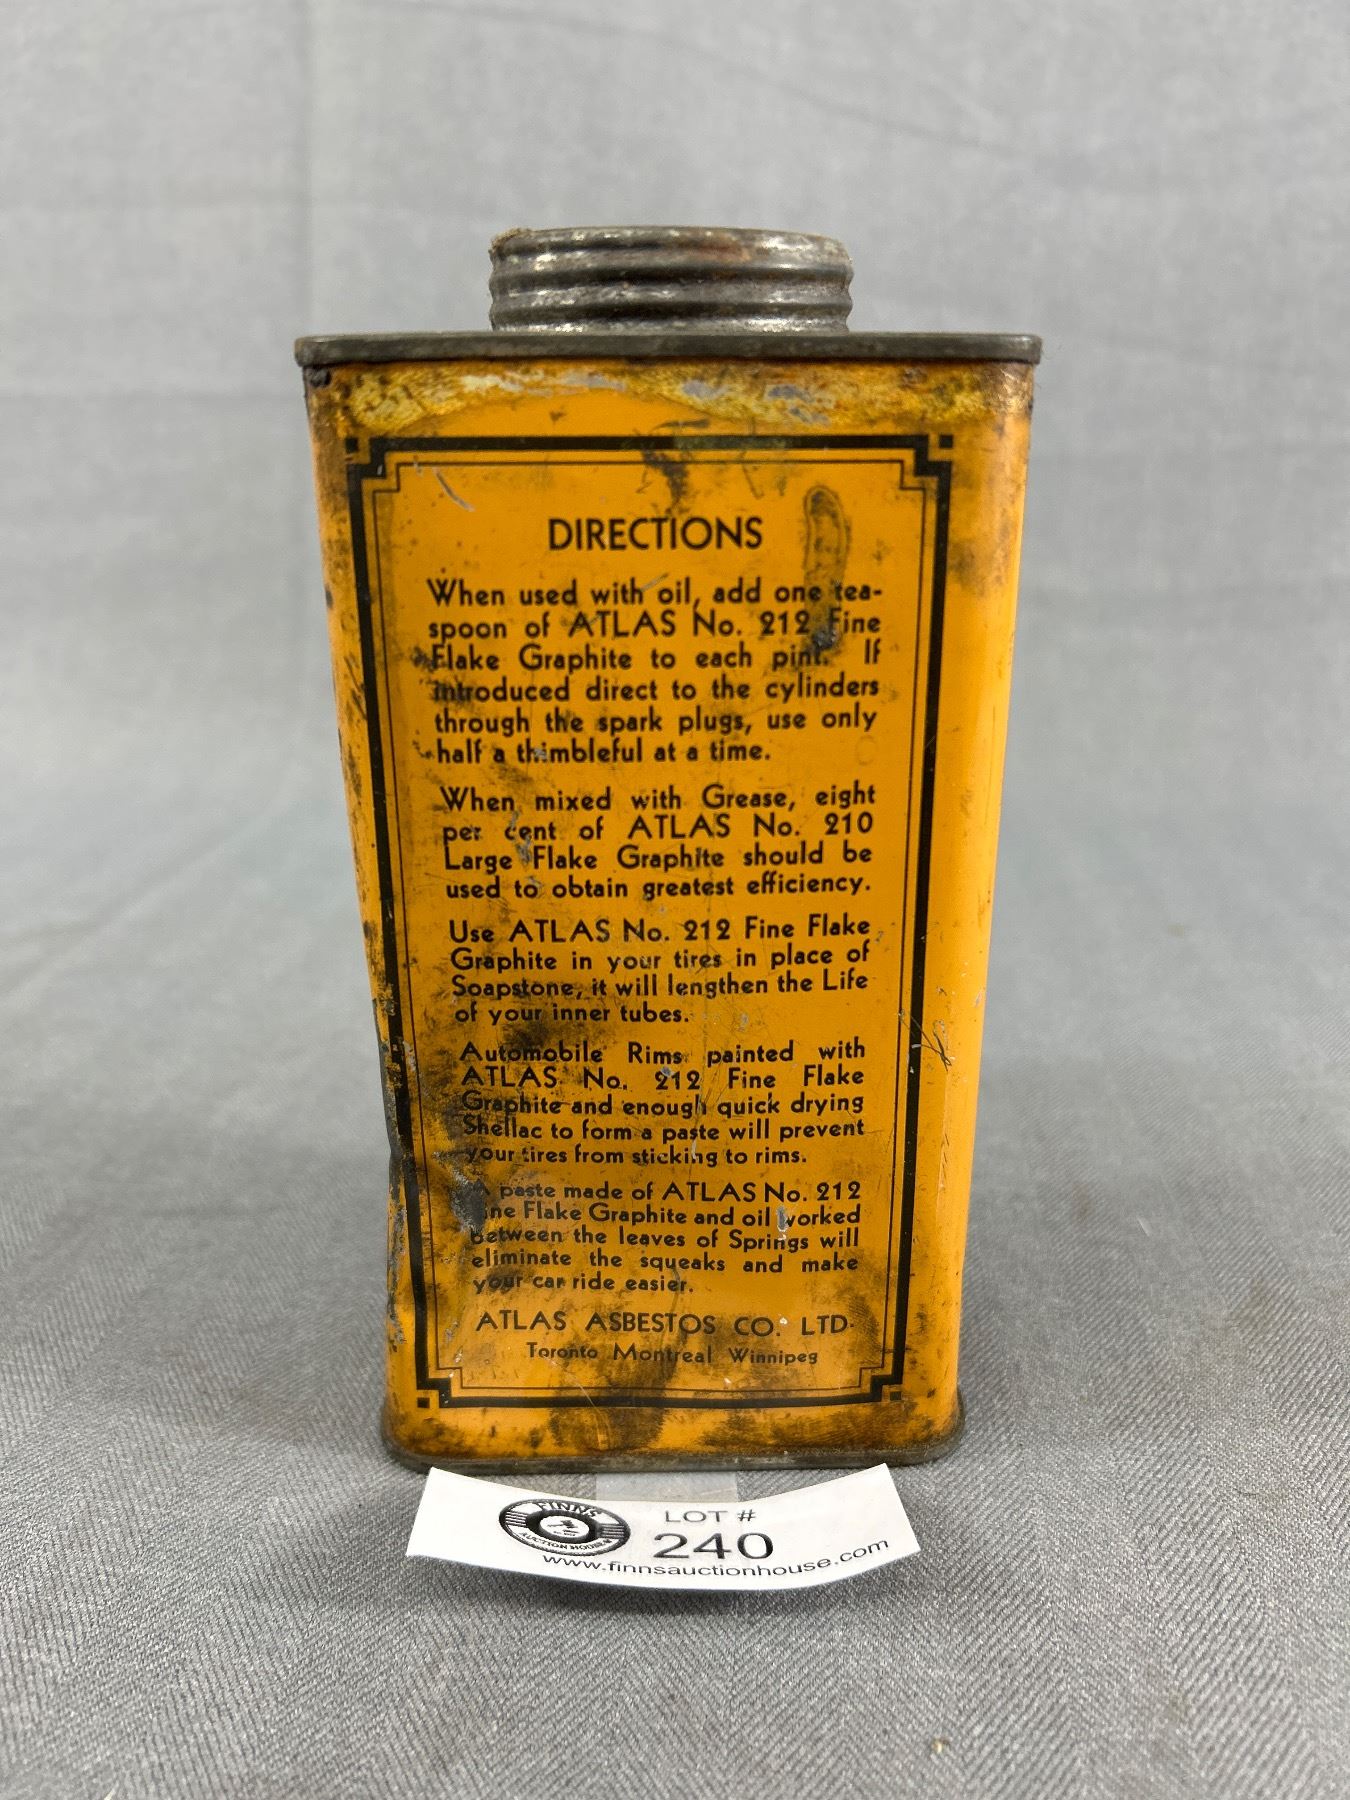 DIRECTIONS
When used with oil, add one tea-
spoon of ATLAS No. 212 Fine
Flake Graphite to each pint. If
introduced direct to the cylinders
through the spark plugs, use only
half a thimbleful at a time.
When mixed with Grease, eight
per cent of ATLAS No. 210
Large Flake Graphite should be
used to obtain greatest efficiency.
Use ATLAS No. 212 Fine Flake
Graphite in your tires in place of
Soapstone, it will lengthen the Life
of your inner tubes.
Automobile Rims painted with
ATLAS No. 212 Fine Flake
Graphite and enough quick drying
Shellac to form a paste will prevent
your tires from sticking to rims.
A paste made of ATLAS No. 212
Fine Flake Graphite and oil worked
between the leaves of Springs will
eliminate the squeaks and make
your car ride easier.
ATLAS ASBESTOS CO. LTD.
Toronto Montreal Winnipeg
FINNS
AUCTION HOUSE
LOT #
240
www.finnsauctionhouse.com